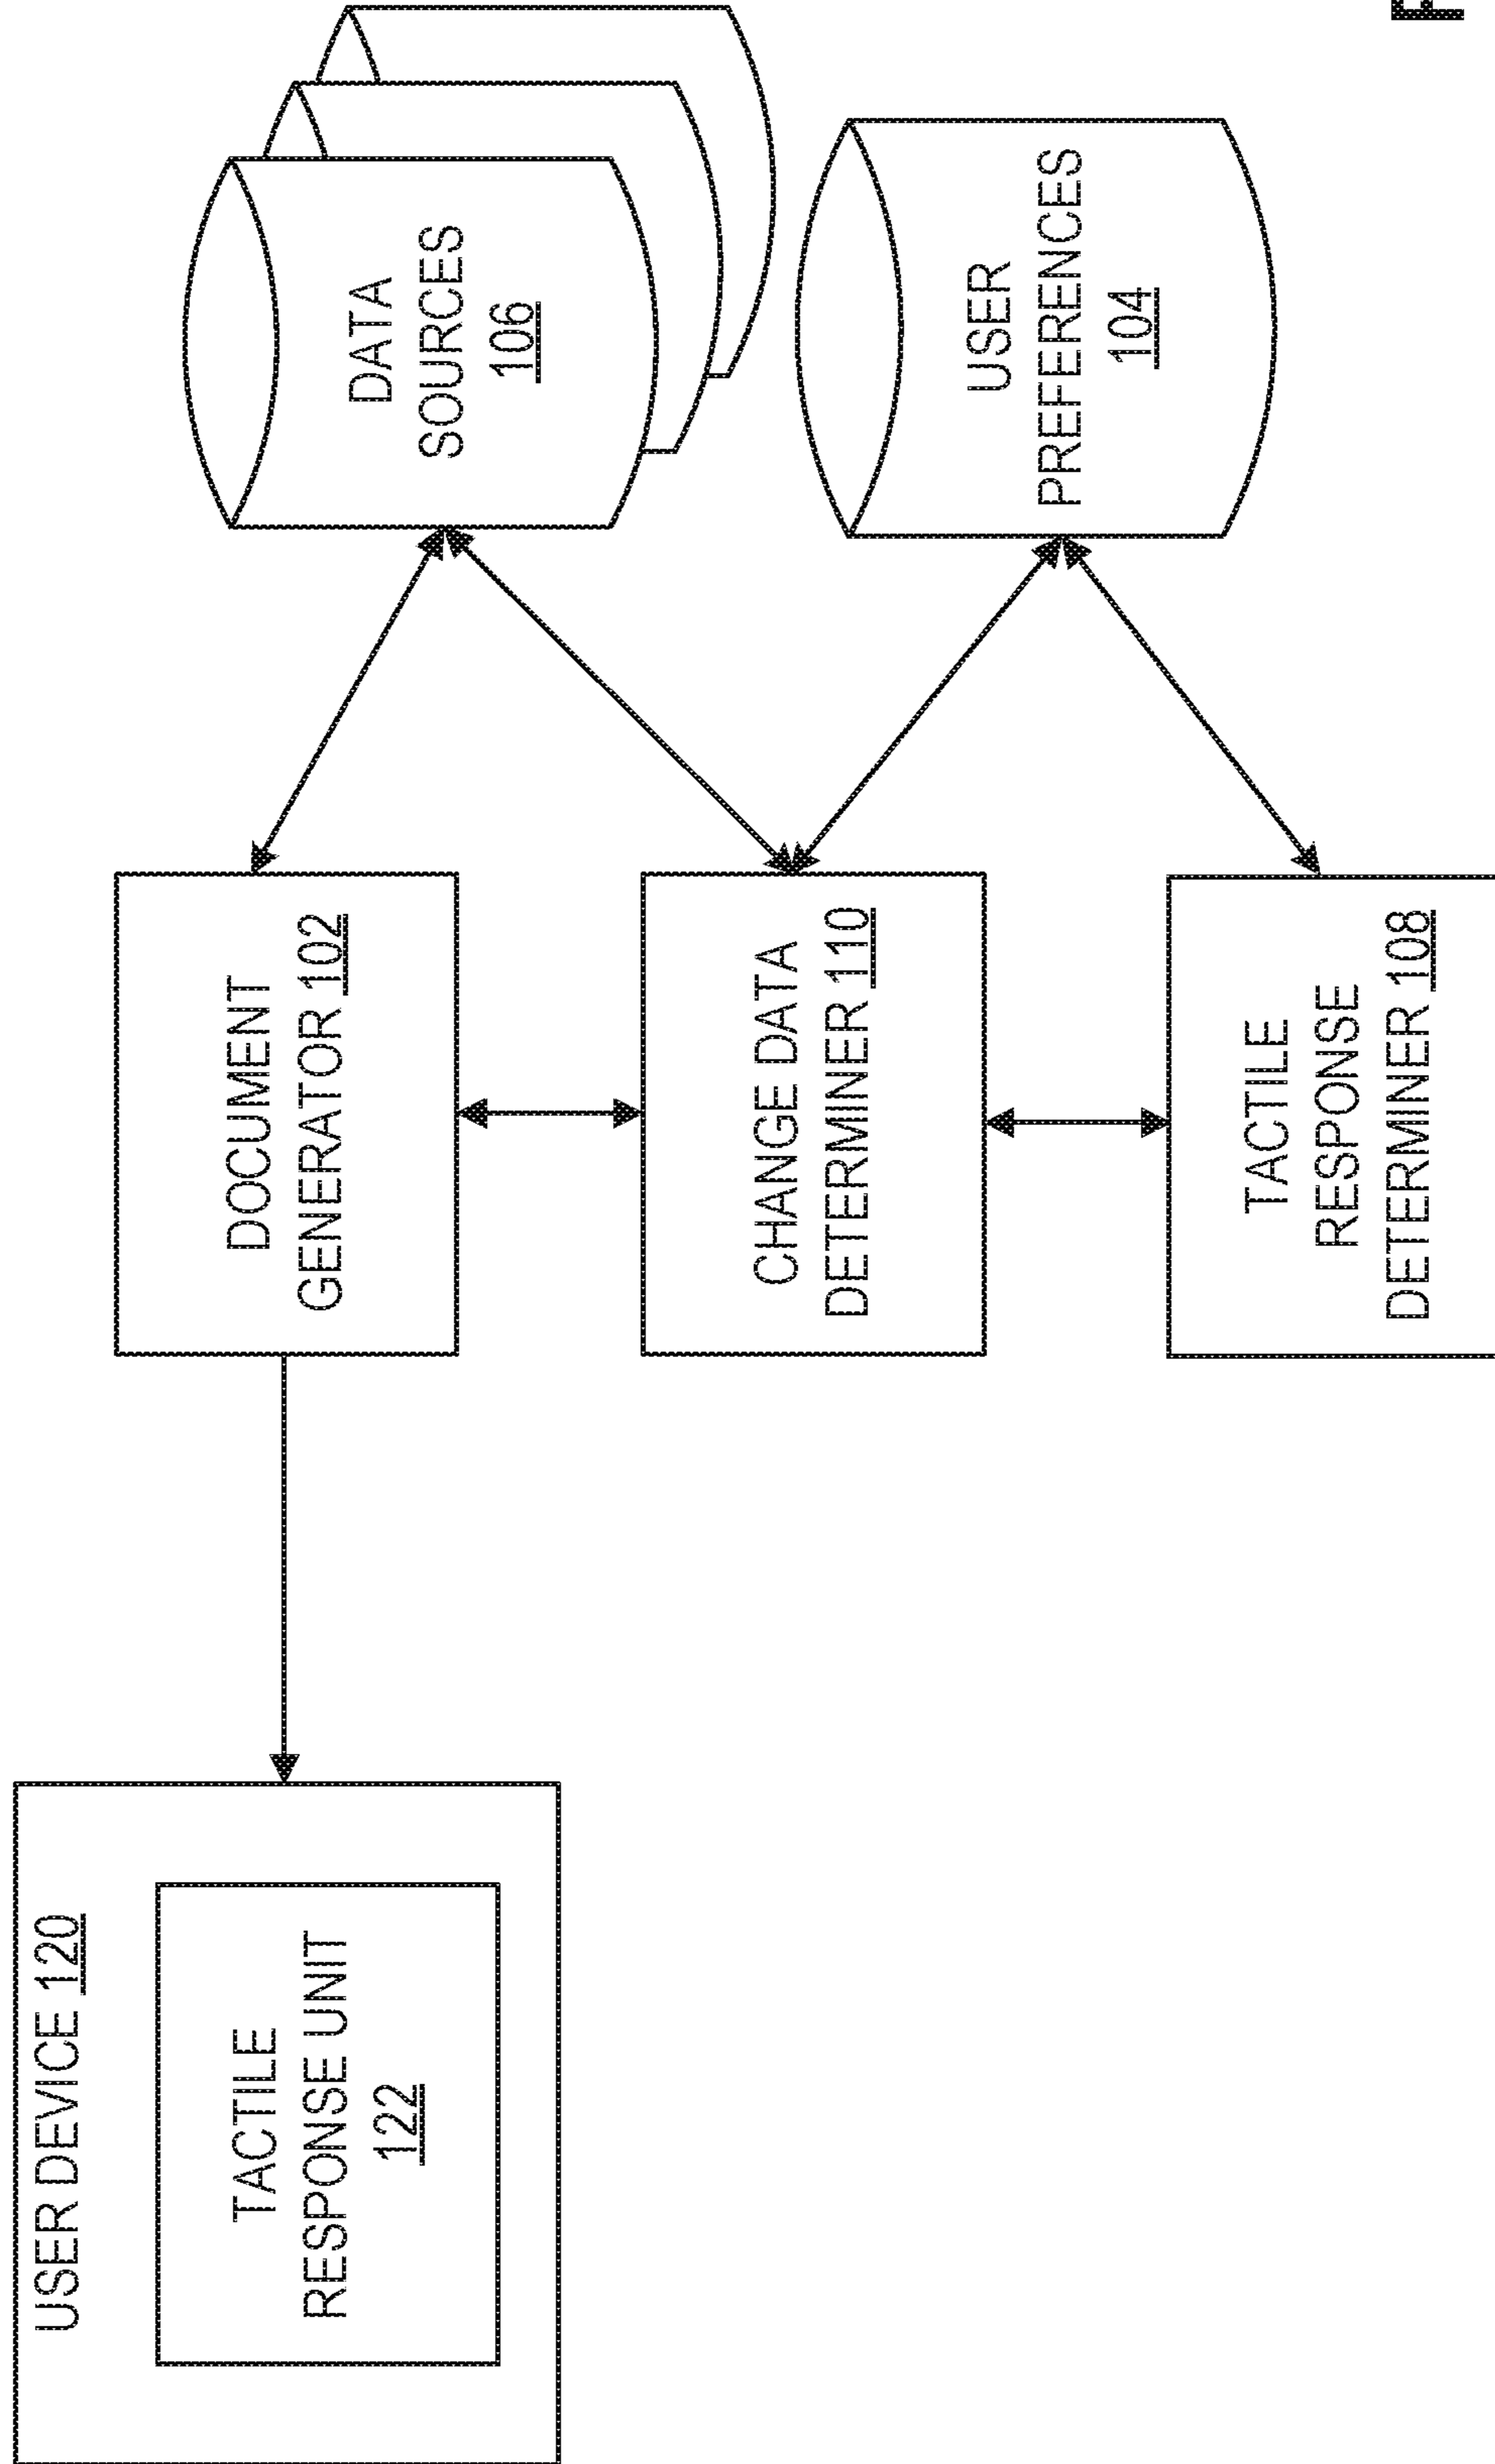 USER DEVICE 120
TACTILE
RESPONSE UNIT
122
DOCUMENT
GENERATOR 102
CHANGE DATA
DETERMINER 110
TACTILE
RESPONSE
DETERMINER 108
DATA
SOURCES
106
USER
PREFERENCES
104